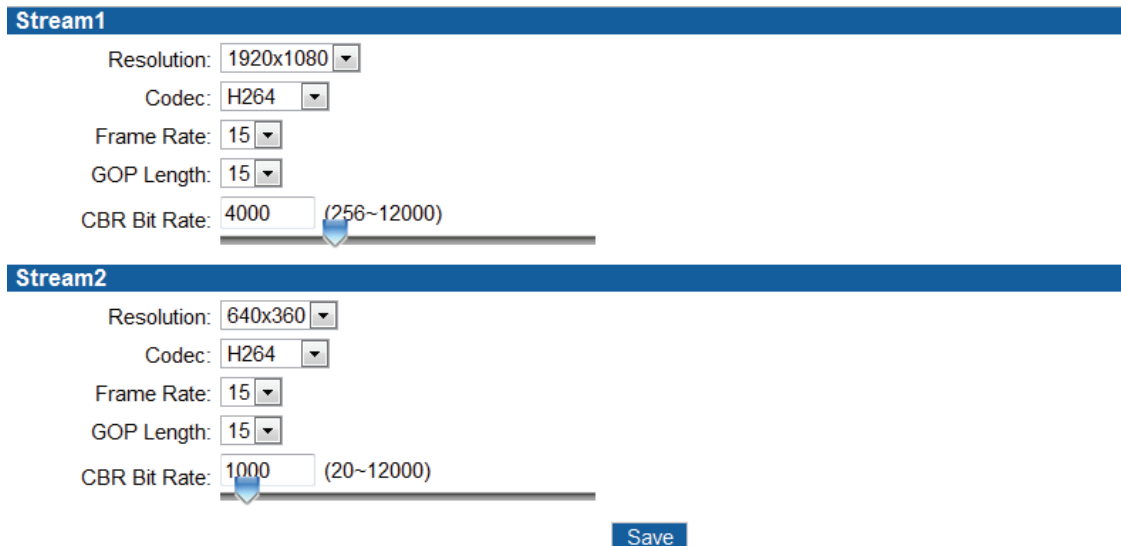 Stream1
Resolution: 1920x1080
Codec: H264
Frame Rate: 15
GOP Length: 15
CBR Bit Rate: 4000 (256~12000)
Stream2
Resolution: 640x360
Codec: H264
Frame Rate: 15
GOP Length: 15
CBR Bit Rate: 1000 (20~12000)
Save